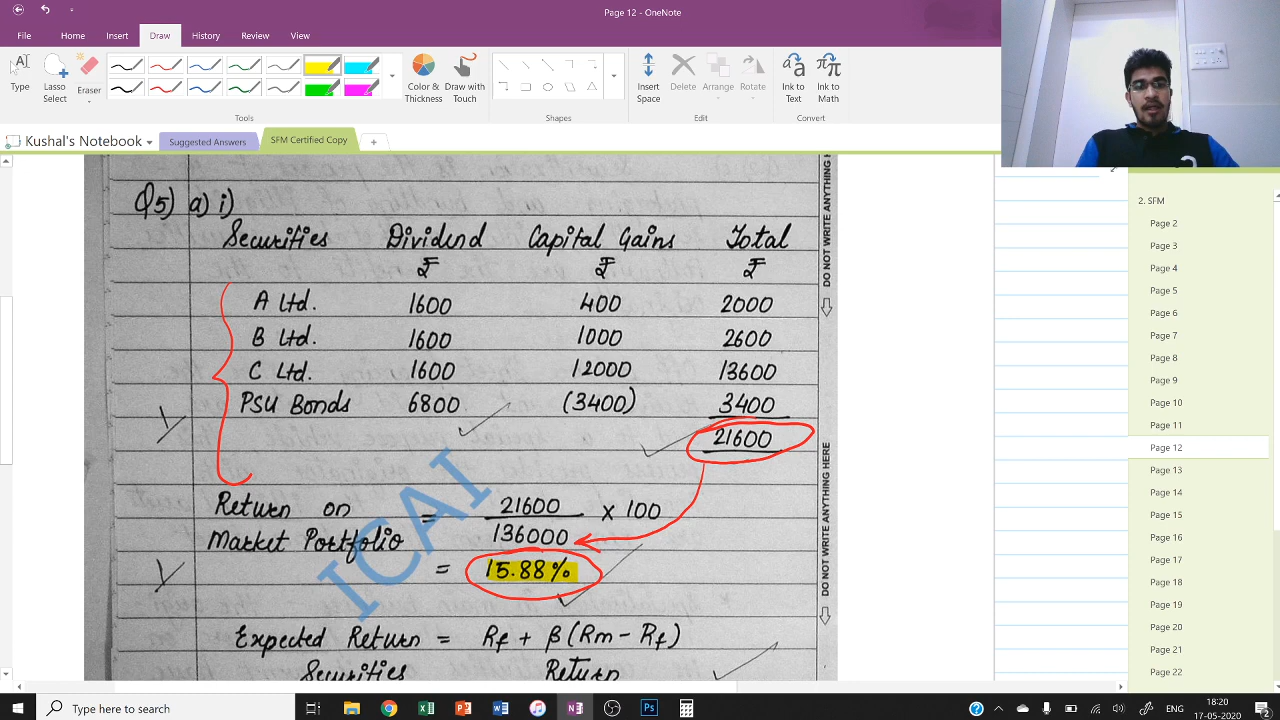 Page 12 - OneNote
File Home Insert Draw History Review View
Type Lasso Select Eraser Color & Thickness Draw with Touch Insert Space Delete Arrange Rotate Ink to Text Ink to Math
Tools Shapes Edit Convert
Kushal's Notebook Suggested Answers SFM Certified Copy +
Q5) a) i)
Securities Dividend Capital Gains Total
₹ ₹ ₹
A Ltd. 1600 400 2000
B Ltd. 1600 1000 2600
C Ltd. 1600 12000 13600
PSU Bonds 6800 (3400) 3400
21600
Return on = 21600 x 100
Market Portfolio 136000
= 15.88%
Expected Return = Rf + β (Rm - Rf)
Securities Return
ICAI
DO NOT WRITE ANYTHING HERE
DO NOT WRITE ANYTHING HERE
2. SFM
Page 2
Page 3
Page 4
Page 5
Page 6
Page 7
Page 8
Page 9
Page 10
Page 11
Page 12
Page 13
Page 14
Page 15
Page 16
Page 17
Page 18
Page 19
Page 20
Page 21
Page 22
Type here to search
18:20
17-05-2020